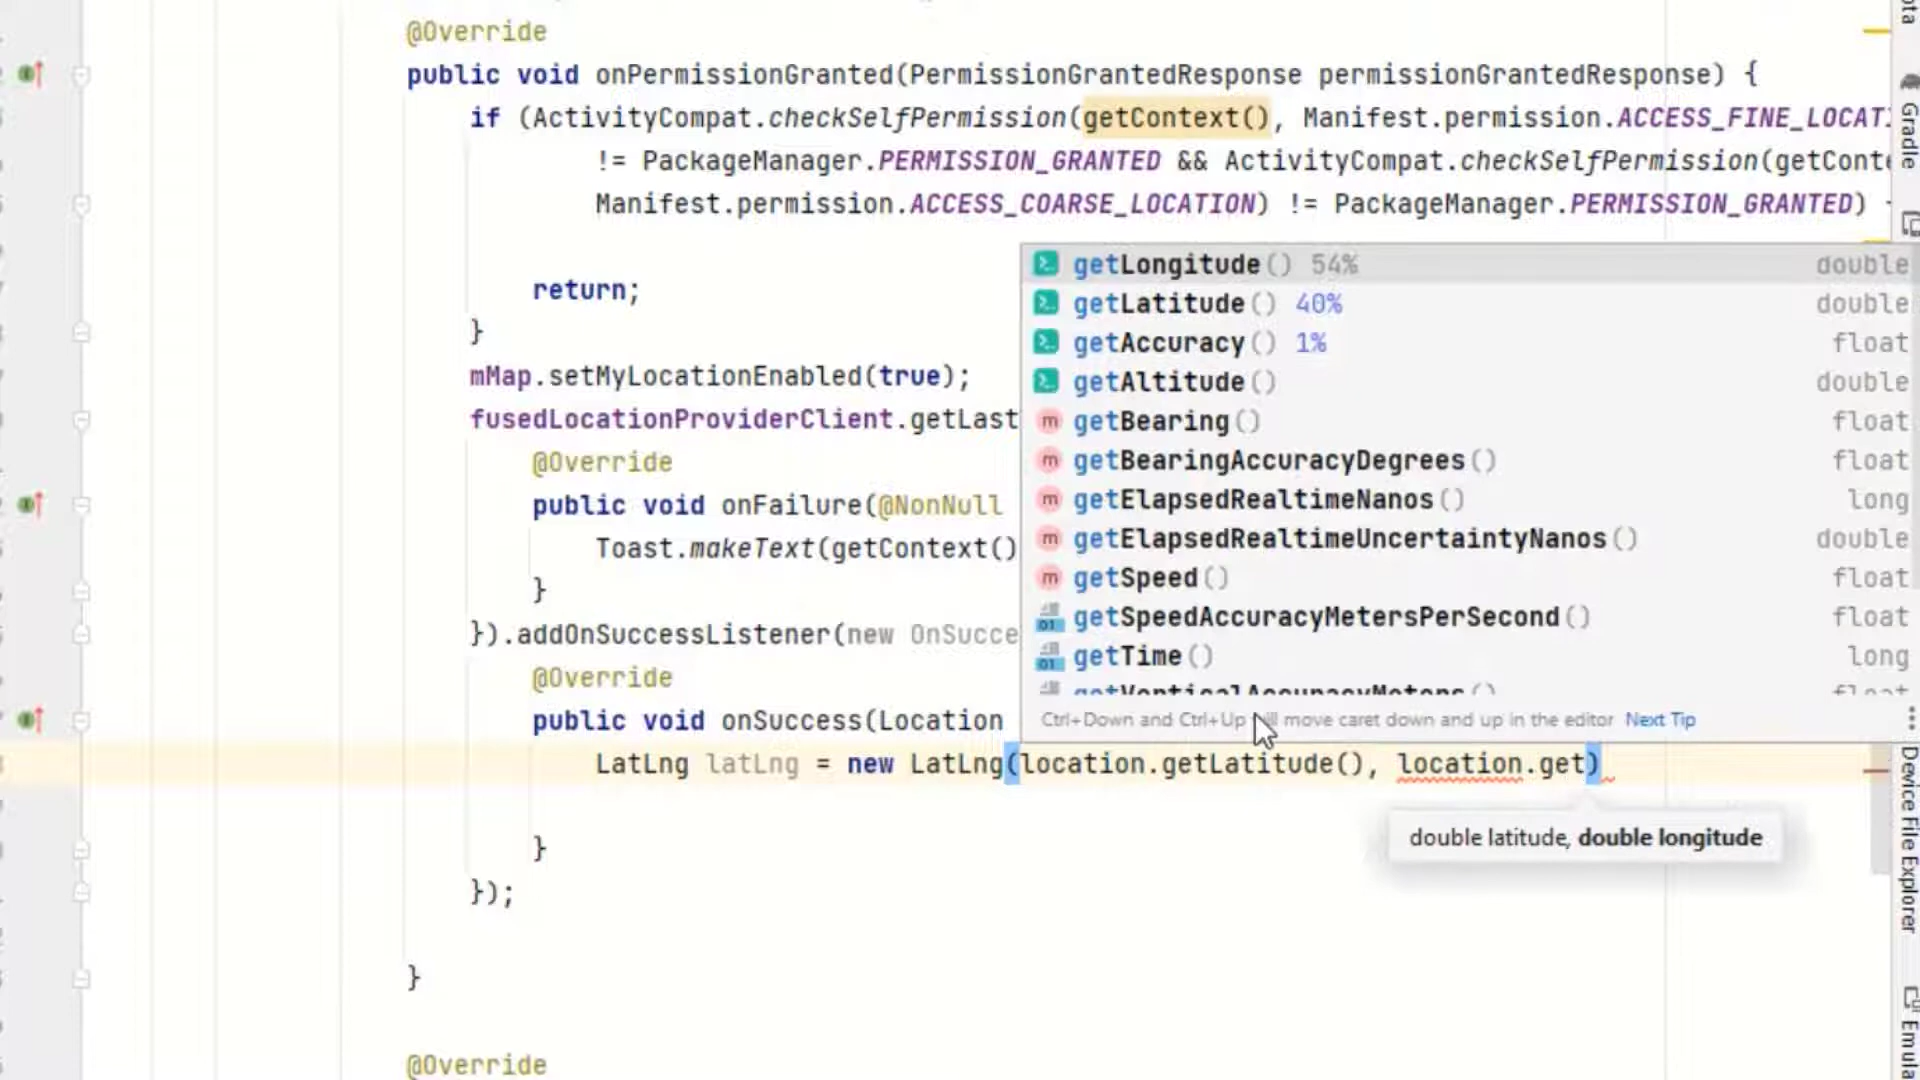 @Override
public void onPermissionGranted(PermissionGrantedResponse permissionGrantedResponse) {
if (ActivityCompat.checkSelfPermission(getContext(), Manifest.permission.ACCESS_FINE_LOCAT
!= PackageManager.PERMISSION_GRANTED && ActivityCompat.checkSelfPermission(getCont
Manifest.permission.ACCESS_COARSE_LOCATION) != PackageManager.PERMISSION_GRANTED)
return;
}
mMap.setMyLocationEnabled(true);
fusedLocationProviderClient.getLast
@Override
public void onFailure(@NonNull
Toast.makeText(getContext()
}
}).addOnSuccessListener(new OnSucce
@Override
public void onSuccess(Location
LatLng latLng = new LatLng(location.getLatitude(), location.get)
}
});
}
@Override
getLongitude() 54% double
getLatitude() 40% double
getAccuracy() 1% float
getAltitude() double
getBearing() float
getBearingAccuracyDegrees() float
getElapsedRealtimeNanos() long
getElapsedRealtimeUncertaintyNanos() double
getSpeed() float
getSpeedAccuracyMetersPerSecond() float
getTime() long
getVerticalAccuracyMeters() float
Ctrl+Down and Ctrl+Up will move caret down and up in the editor Next Tip
double latitude, double longitude
Gradle
Device File Explorer
Emula